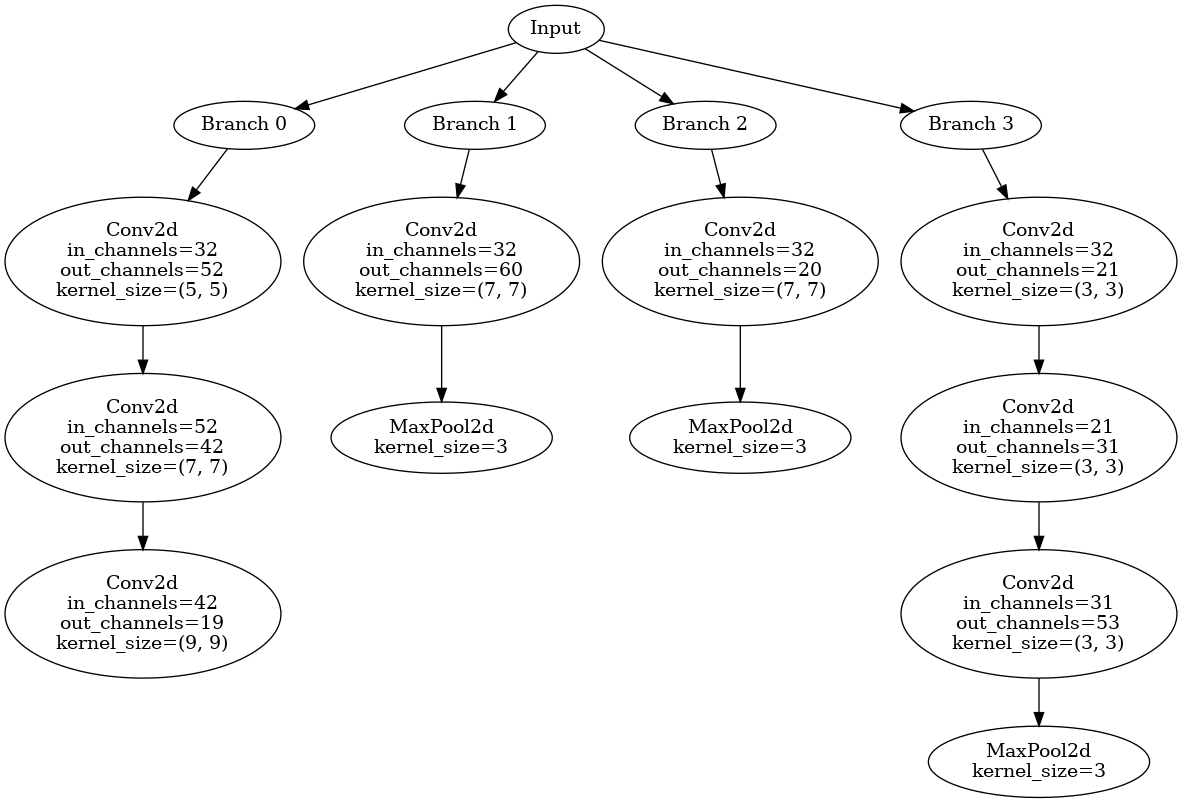 Input
Branch 0
Branch 1
Branch 2
Branch 3
Conv2d
in_channels=32
out_channels=52
kernel_size=(5, 5)
Conv2d
in_channels=32
out_channels=60
kernel_size=(7, 7)
Conv2d
in_channels=32
out_channels=20
kernel_size=(7, 7)
Conv2d
in_channels=32
out_channels=21
kernel_size=(3, 3)
Conv2d
in_channels=52
out_channels=42
kernel_size=(7, 7)
MaxPool2d
kernel_size=3
MaxPool2d
kernel_size=3
Conv2d
in_channels=21
out_channels=31
kernel_size=(3, 3)
Conv2d
in_channels=42
out_channels=19
kernel_size=(9, 9)
Conv2d
in_channels=31
out_channels=53
kernel_size=(3, 3)
MaxPool2d
kernel_size=3